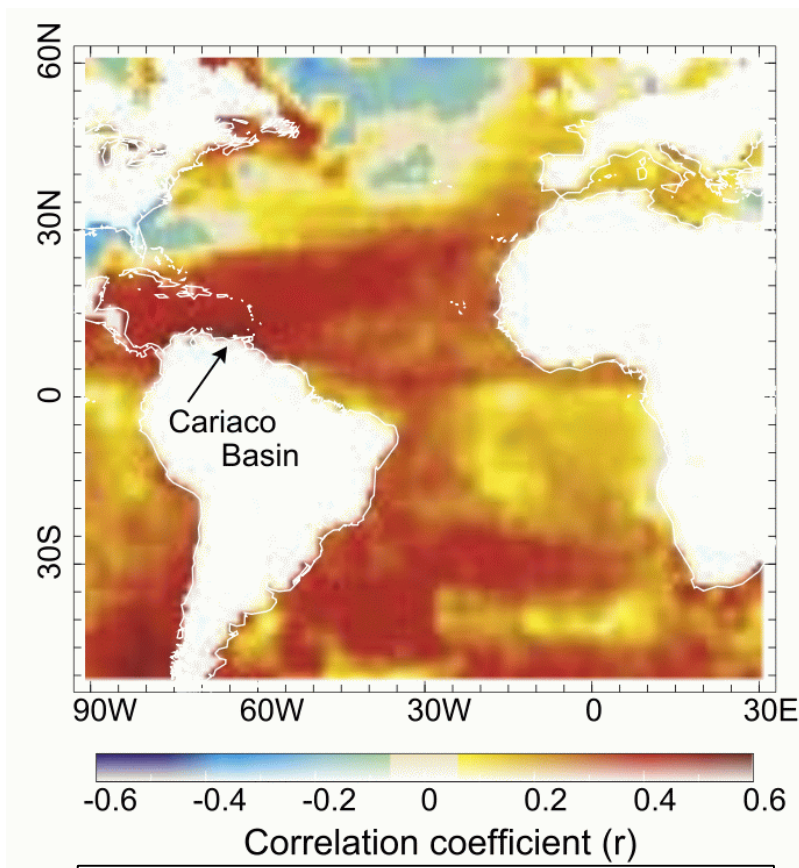 60N
30N
0
30S
Cariaco
Basin
90W 60W 30W 0 30E
-0.6 -0.4 -0.2 0 0.2 0.4 0.6
Correlation coefficient (r)